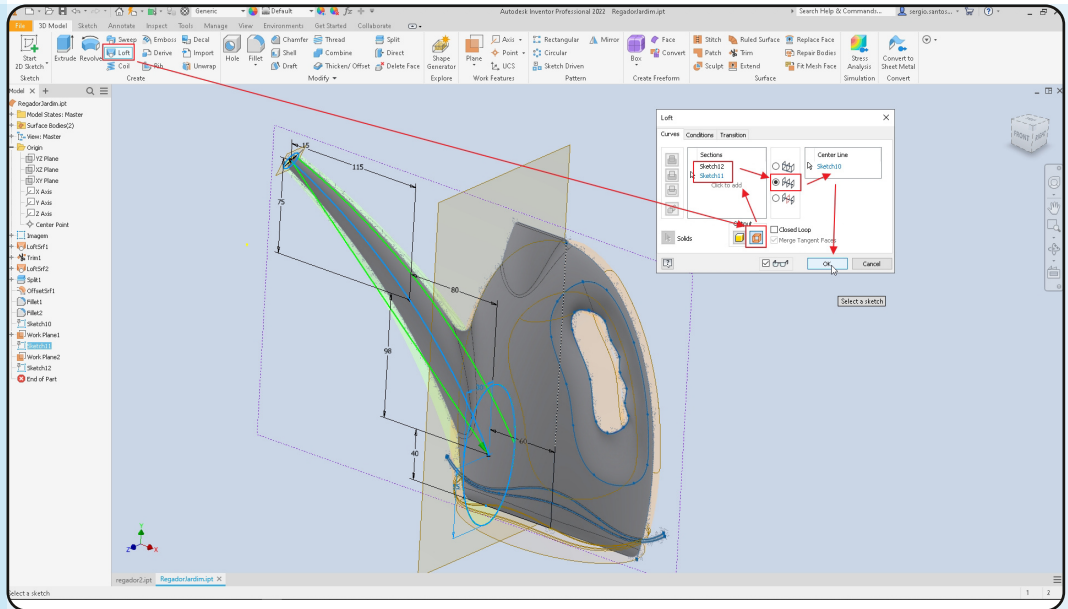 Generic
Default
Autodesk Inventor Professional 2022 RegadorJardim.ipt
Search Help & Commands...
sergio.santos...
File 3D Model Sketch Annotate Inspect Tools Manage View Environments Get Started Collaborate
Start
2D Sketch
Extrude
Revolve
Sweep Emboss Decal
Loft Derive Import
Coil Rib Unwrap
Hole Fillet
Chamfer Thread Split
Shell Combine Direct
Draft Thicken/ Offset Delete Face
Shape
Generator
Plane
Axis
Point
UCS
Rectangular Mirror
Circular
Sketch Driven
Box
Face
Convert
Stitch Ruled Surface Replace Face
Patch Trim Repair Bodies
Sculpt Extend Fit Mesh Face
Stress
Analysis
Convert to
Sheet Metal
Sketch Create Modify Explore Work Features Pattern Create Freeform Surface Simulation Convert
Model
RegadorJardim.ipt
Model States: Master
Surface Bodies(2)
View: Master
Origin
YZ Plane
XZ Plane
XY Plane
X Axis
Y Axis
Z Axis
Center Point
Imagem
LoftSrf1
Trim1
LoftSrf2
Split1
OffsetSrf1
Fillet1
Fillet2
Sketch10
Work Plane1
Sketch11
Work Plane2
Sketch12
End of Part
15
115
75
80
98
60
40
Y
Z
X
FRONT
Loft
Curves Conditions Transition
Sections
Sketch12
Sketch11
Click to add
Center Line
Sketch10
Solids
Closed Loop
Merge Tangent Faces
OK
Cancel
Select a sketch
regador2.ipt RegadorJardim.ipt
Select a sketch
1 2